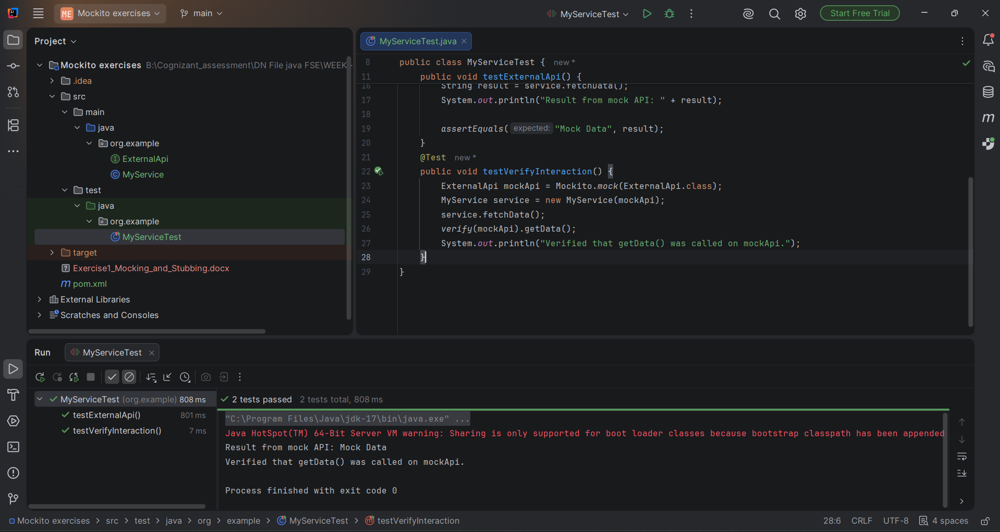 ME Mockito exercises
main
MyServiceTest
Start Free Trial
Project
Mockito exercises B:\Cognizant_assessment\DN File java FSE\WEEK-
.idea
src
main
java
org.example
ExternalApi
MyService
test
java
org.example
MyServiceTest
target
Exercise1_Mocking_and_Stubbing.docx
pom.xml
External Libraries
Scratches and Consoles
MyServiceTest.java
8 public class MyServiceTest { new *
11 public void testExternalApi() {
16 String result = service.fetchData();
17 System.out.println("Result from mock API: " + result);
18
19 assertEquals( expected: "Mock Data", result);
20 }
21 @Test new *
22 public void testVerifyInteraction() {
23 ExternalApi mockApi = Mockito.mock(ExternalApi.class);
24 MyService service = new MyService(mockApi);
25 service.fetchData();
26 verify(mockApi).getData();
27 System.out.println("Verified that getData() was called on mockApi.");
28 }
29 }
Run MyServiceTest
MyServiceTest (org.example) 808 ms
testExternalApi() 801 ms
testVerifyInteraction() 7 ms
2 tests passed 2 tests total, 808 ms
"C:\Program Files\Java\jdk-17\bin\java.exe" ...
Java HotSpot(TM) 64-Bit Server VM warning: Sharing is only supported for boot loader classes because bootstrap classpath has been appended
Result from mock API: Mock Data
Verified that getData() was called on mockApi.
Process finished with exit code 0
Mockito exercises > src > test > java > org > example > MyServiceTest > testVerifyInteraction
28:6 CRLF UTF-8 4 spaces